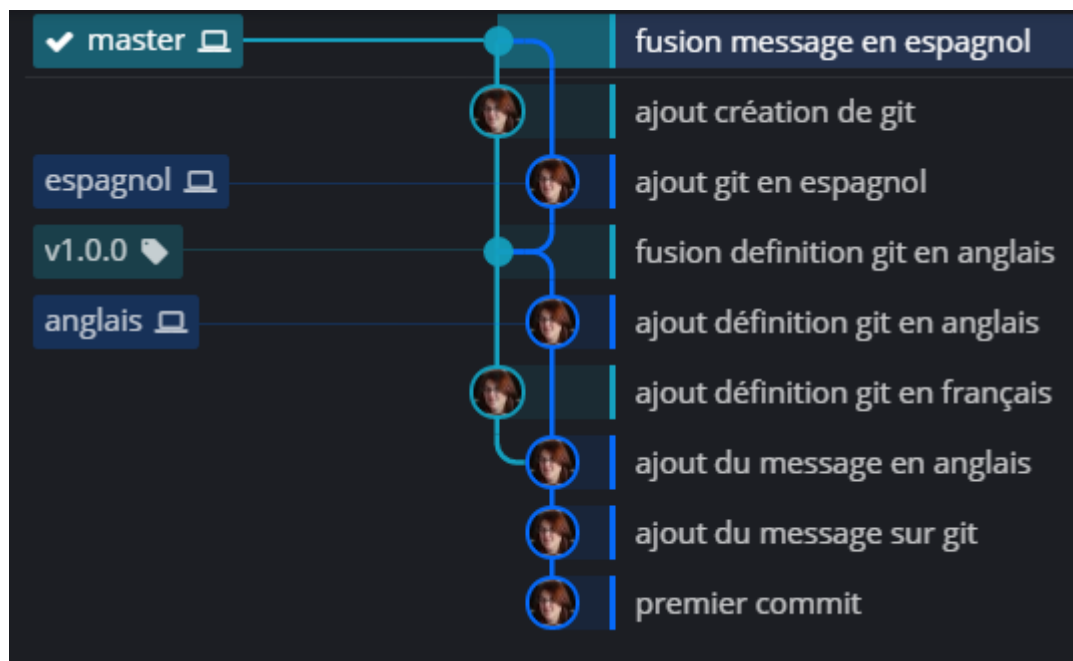 master
fusion message en espagnol
ajout création de git
espagnol
ajout git en espagnol
v1.0.0
fusion definition git en anglais
anglais
ajout définition git en anglais
ajout définition git en français
ajout du message en anglais
ajout du message sur git
premier commit